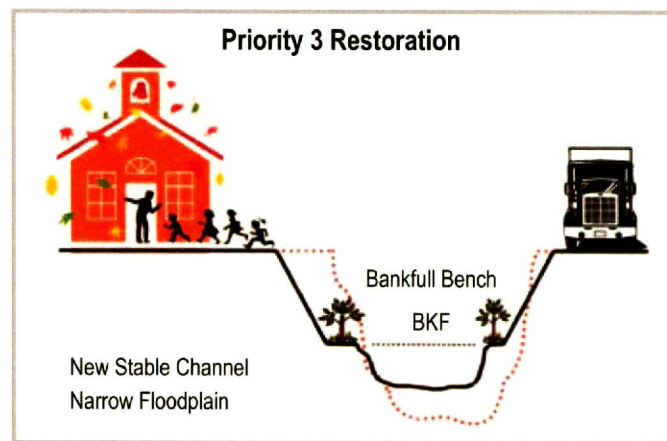 Priority 3 Restoration
Bankfull Bench
BKF
New Stable Channel
Narrow Floodplain